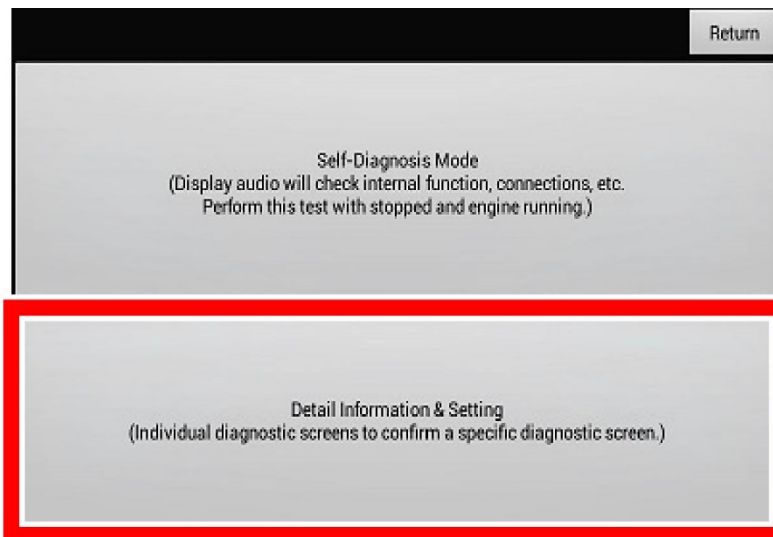 Return
Self-Diagnosis Mode
(Display audio will check internal function, connections, etc.
Perform this test with stopped and engine running.)
Detail Information & Setting
(Individual diagnostic screens to confirm a specific diagnostic screen.)